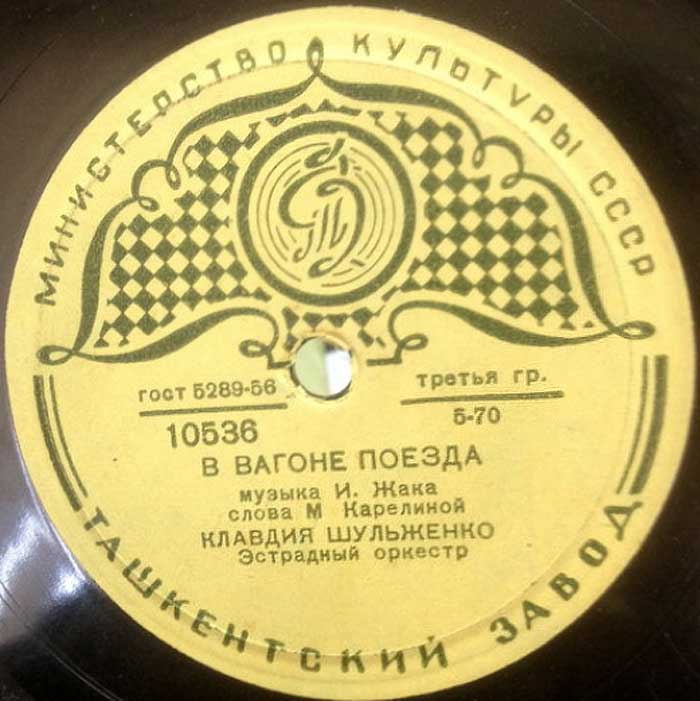 МИНИСТЕРСТВО КУЛЬТУРЫ СССР
гост 5289-56
третья гр.
5-70
10536
В ВАГОНЕ ПОЕЗДА
музыка И. Жака
слова М Карелиной
КЛАВДИЯ ШУЛЬЖЕНКО
Эстрадный оркестр
ТАШКЕНТСКИЙ ЗАВОД